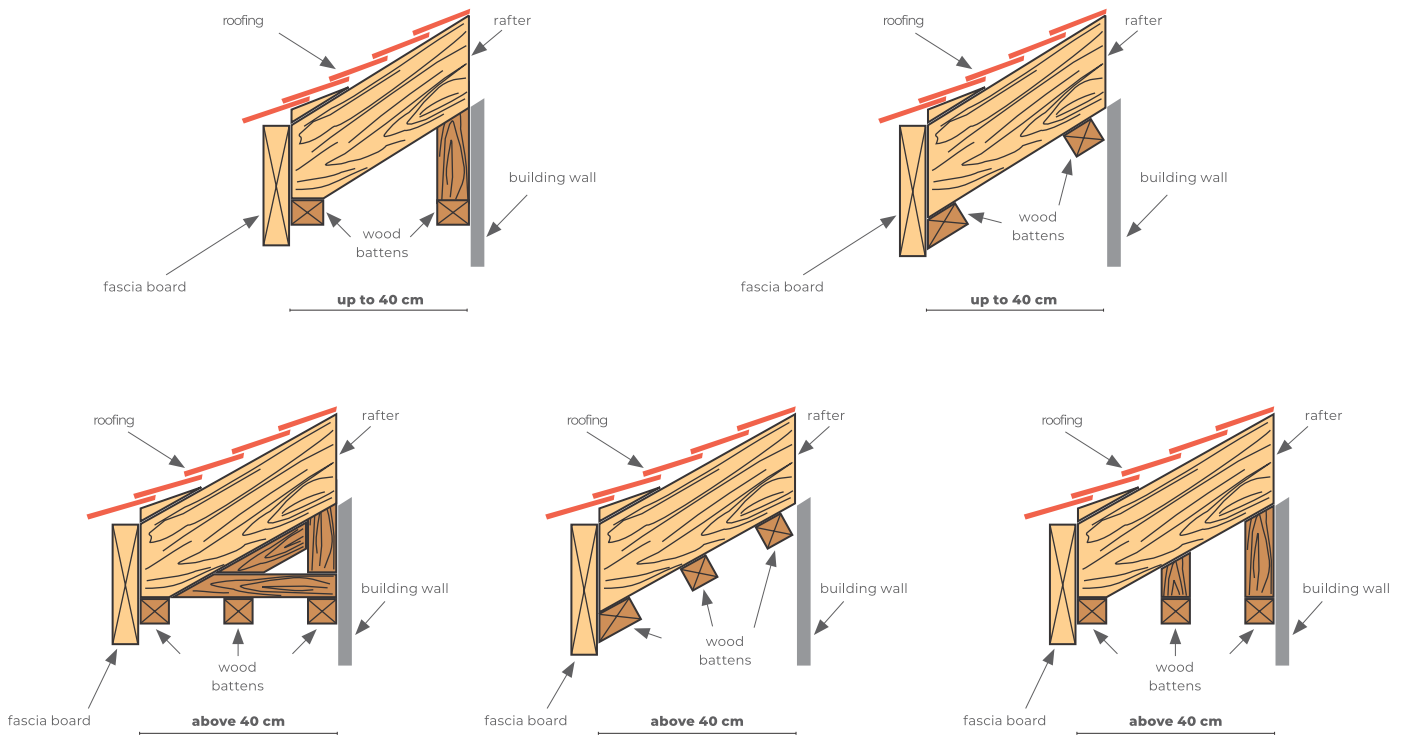 roofing
rafter
building wall
wood
battens
fascia board
up to 40 cm
roofing
rafter
building wall
wood
battens
fascia board
up to 40 cm
roofing
rafter
building wall
wood
battens
fascia board
above 40 cm
roofing
rafter
building wall
wood
battens
fascia board
above 40 cm
roofing
rafter
building wall
wood
battens
fascia board
above 40 cm